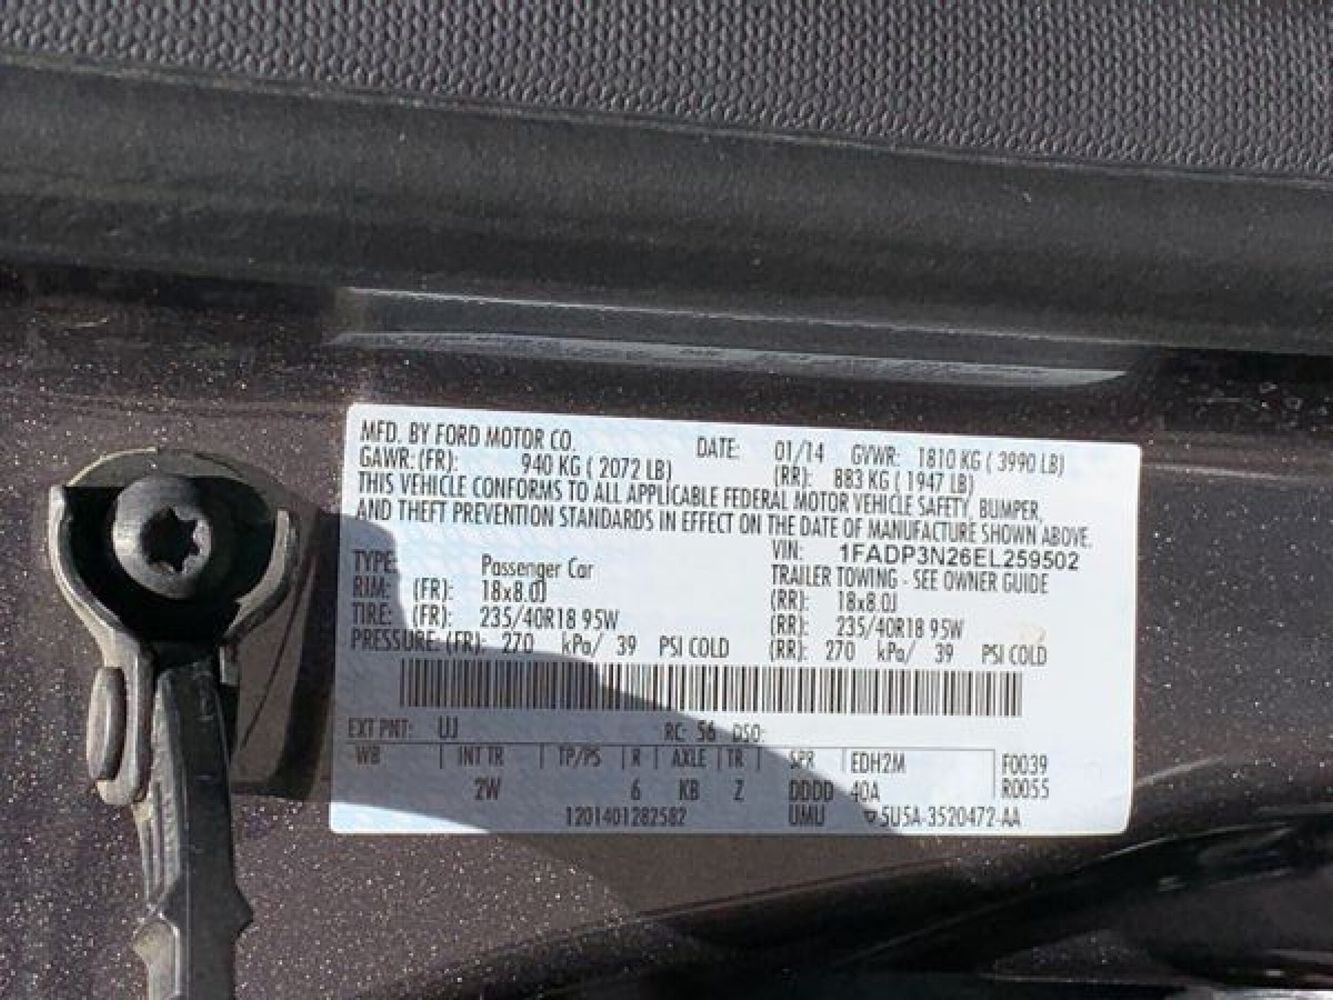 MFD. BY FORD MOTOR CO. DATE: 01/14 GVWR: 1810 KG ( 3990 LB)
GAWR: (FR): 940 KG ( 2072 LB) (RR): 883 KG ( 1947 LB)
THIS VEHICLE CONFORMS TO ALL APPLICABLE FEDERAL MOTOR VEHICLE SAFETY, BUMPER,
AND THEFT PREVENTION STANDARDS IN EFFECT ON THE DATE OF MANUFACTURE SHOWN ABOVE.
VIN: 1FADP3N26EL259502
TYPE: Passenger Car TRAILER TOWING - SEE OWNER GUIDE
RIM: (FR): 18x8.0J (RR): 18x8.0J
TIRE: (FR): 235/40R18 95W (RR): 235/40R18 95W
PRESSURE: (FR): 270 kPa/ 39 PSI COLD (RR): 270 kPa/ 39 PSI COLD
EXT PNT: UJ RC: 56 DSO:
WB | INT TR | TP/PS | R | AXLE | TR | SPR | EDH2M F0039
2W 6 KB Z DDDD 40A R0055
1201401282582 UMU 5U5A-3520472-AA